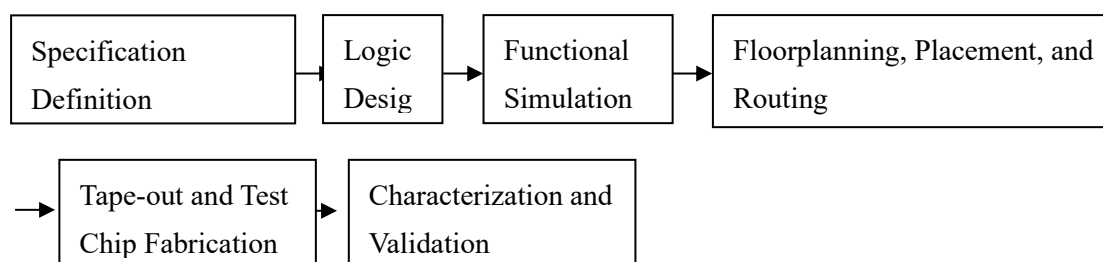 Specification
Definition
Logic
Desig
Functional
Simulation
Floorplanning, Placement, and
Routing
Tape-out and Test
Chip Fabrication
Characterization and
Validation